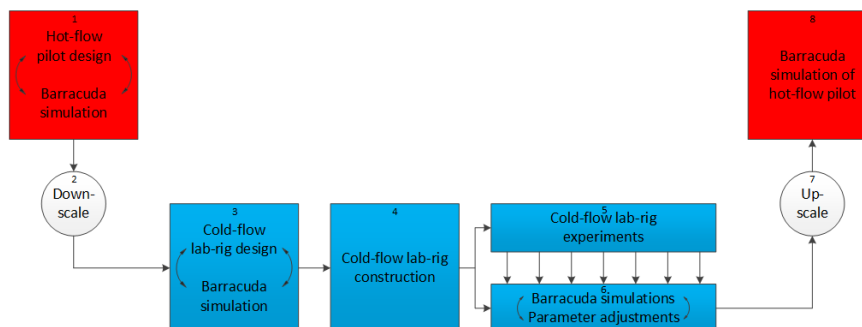 1
Hot-flow
pilot design
Barracuda
simulation
2
Down-
scale
3
Cold-flow
lab-rig design
Barracuda
simulation
4
Cold-flow lab-rig
construction
5
Cold-flow lab-rig
experiments
6
Barracuda simulations
Parameter adjustments
7
Up-
scale
8
Barracuda
simulation of
hot-flow pilot